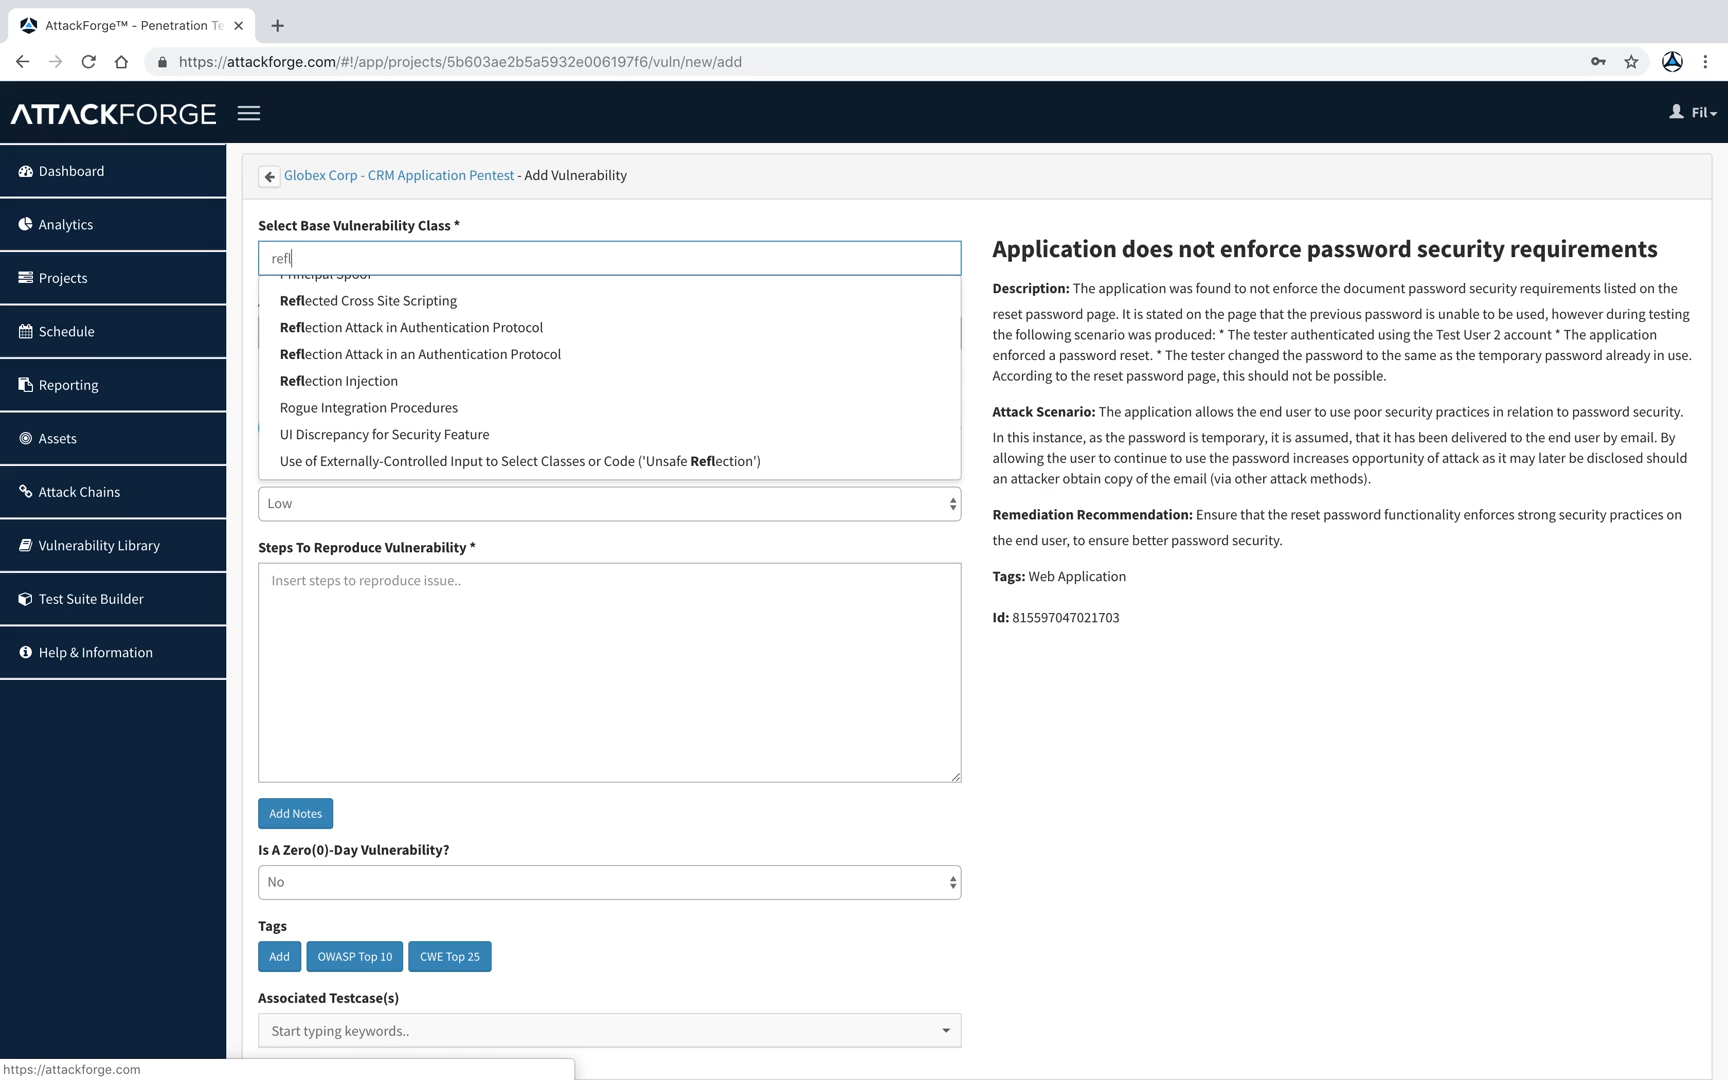 AttackForge™ - Penetration Te
https://attackforge.com/#!/app/projects/5b603ae2b5a5932e006197f6/vuln/new/add
ATTACKFORGE
Fil
Dashboard
Analytics
Projects
Schedule
Reporting
Assets
Attack Chains
Vulnerability Library
Test Suite Builder
Help & Information
Globex Corp - CRM Application Pentest - Add Vulnerability
Select Base Vulnerability Class *
refl
Principal Spoof
Reflected Cross Site Scripting
Reflection Attack in Authentication Protocol
Reflection Attack in an Authentication Protocol
Reflection Injection
Rogue Integration Procedures
UI Discrepancy for Security Feature
Use of Externally-Controlled Input to Select Classes or Code ('Unsafe Reflection')
Low
Steps To Reproduce Vulnerability *
Insert steps to reproduce issue..
Add Notes
Is A Zero(0)-Day Vulnerability?
No
Tags
Add
OWASP Top 10
CWE Top 25
Associated Testcase(s)
Start typing keywords..
Application does not enforce password security requirements
Description: The application was found to not enforce the document password security requirements listed on the
reset password page. It is stated on the page that the previous password is unable to be used, however during testing
the following scenario was produced: * The tester authenticated using the Test User 2 account * The application
enforced a password reset. * The tester changed the password to the same as the temporary password already in use.
According to the reset password page, this should not be possible.
Attack Scenario: The application allows the end user to use poor security practices in relation to password security.
In this instance, as the password is temporary, it is assumed, that it has been delivered to the end user by email. By
allowing the user to continue to use the password increases opportunity of attack as it may later be disclosed should
an attacker obtain copy of the email (via other attack methods).
Remediation Recommendation: Ensure that the reset password functionality enforces strong security practices on
the end user, to ensure better password security.
Tags: Web Application
Id: 815597047021703
https://attackforge.com